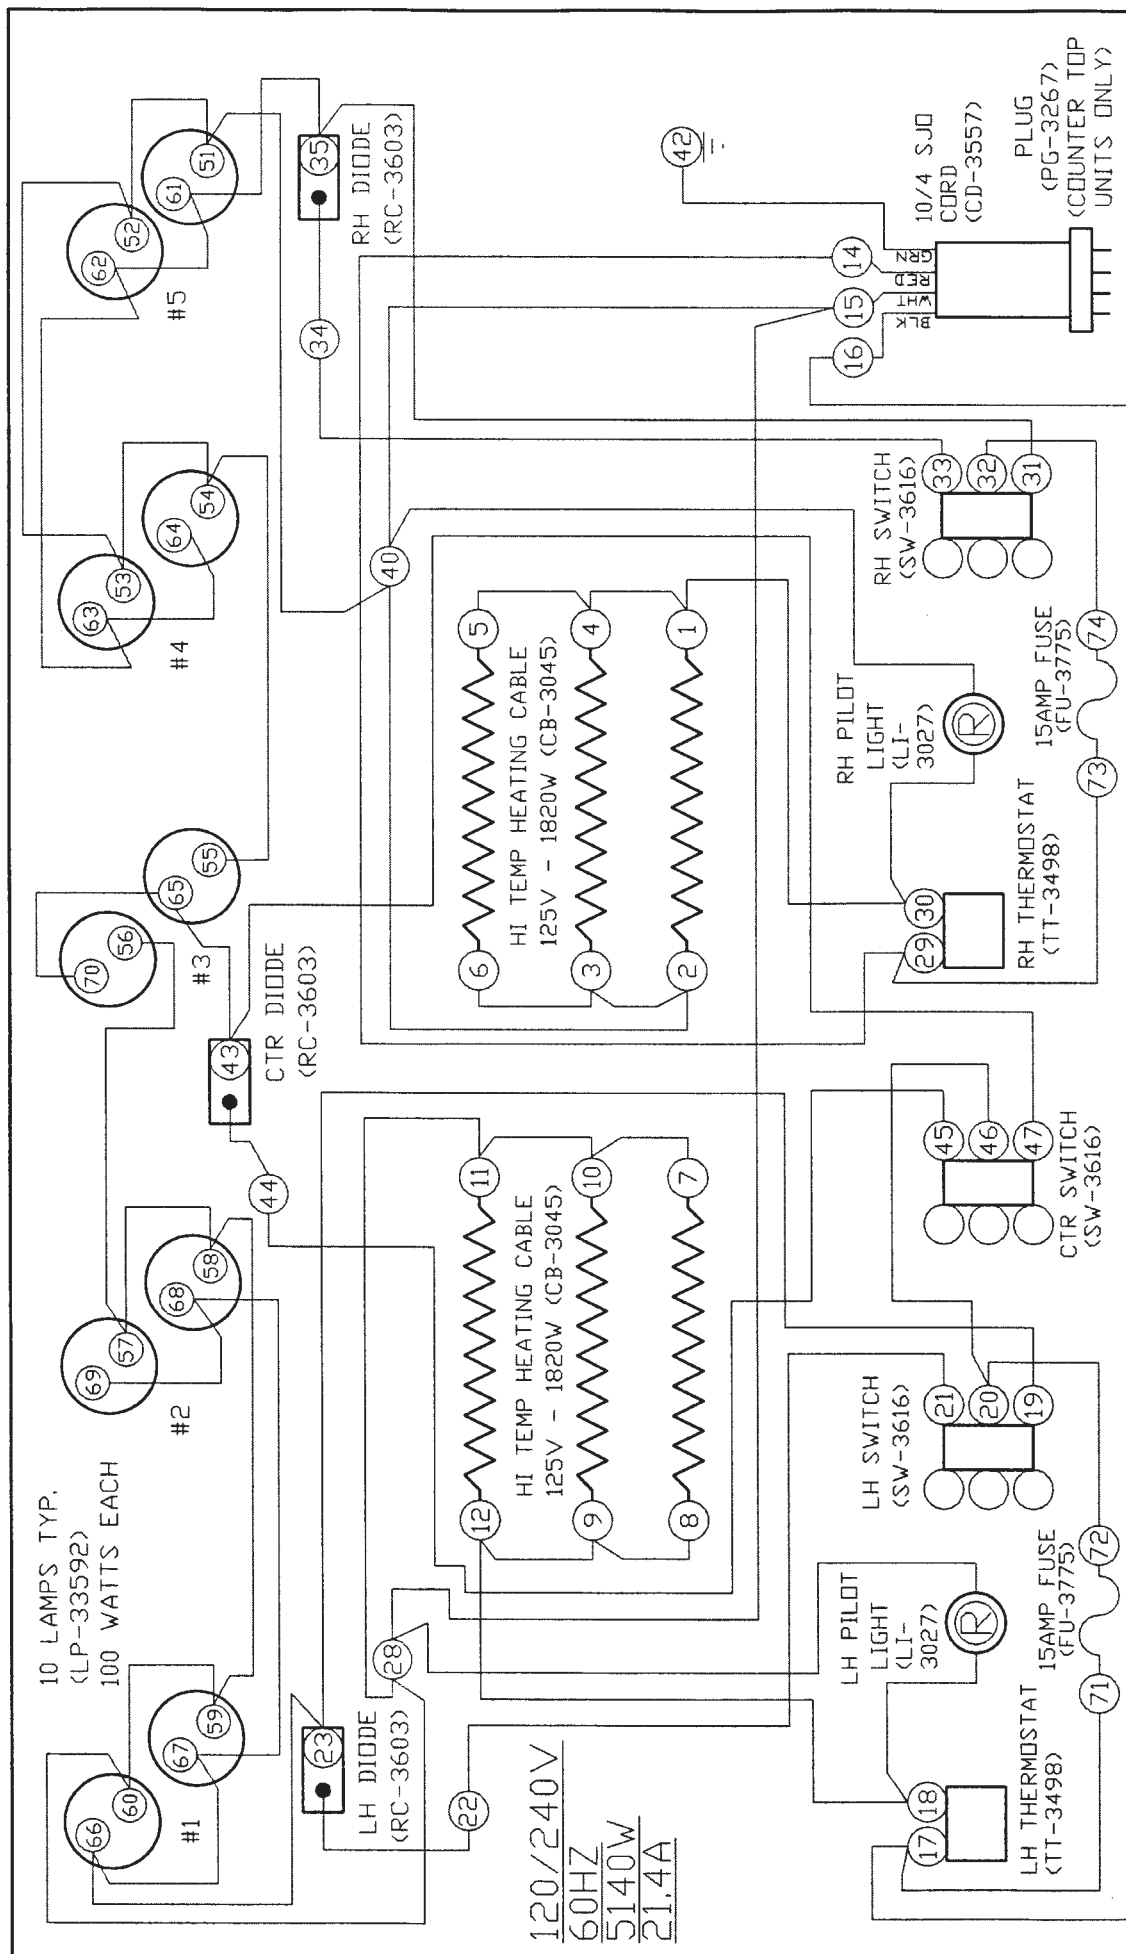 10 LAMPS TYP.
(LP-33592)
100 WATTS EACH
66
60
67
59
#1
69
57
68
58
#2
70
56
65
55
#3
63
53
64
54
#4
62
52
61
51
#5
23
LH DIODE
(RC-3603)
22
28
44
43
CTR DIODE
(RC-3603)
34
35
RH DIODE
(RC-3603)
40
12
11
HI TEMP HEATING CABLE
125V - 1820W (CB-3045)
9
10
8
7
6
5
HI TEMP HEATING CABLE
125V - 1820W (CB-3045)
3
4
2
1
42
120/240V
60HZ
5140W
21.4A
17
18
LH THERMOSTAT
(TT-3498)
LH PILOT
LIGHT
(LI-
3027)
R
15AMP FUSE
(FU-3775)
71
72
LH SWITCH
(SW-3616)
21
20
19
45
46
47
CTR SWITCH
(SW-3616)
29
30
RH THERMOSTAT
(TT-3498)
RH PILOT
LIGHT
(LI-
3027)
R
15AMP FUSE
(FU-3775)
73
74
RH SWITCH
(SW-3616)
33
32
31
16
15
14
BLK
WHT
RED
GRN
10/4 SJO
CORD
(CD-3557)
PLUG
(PG-3267)
(COUNTER TOP
UNITS ONLY)